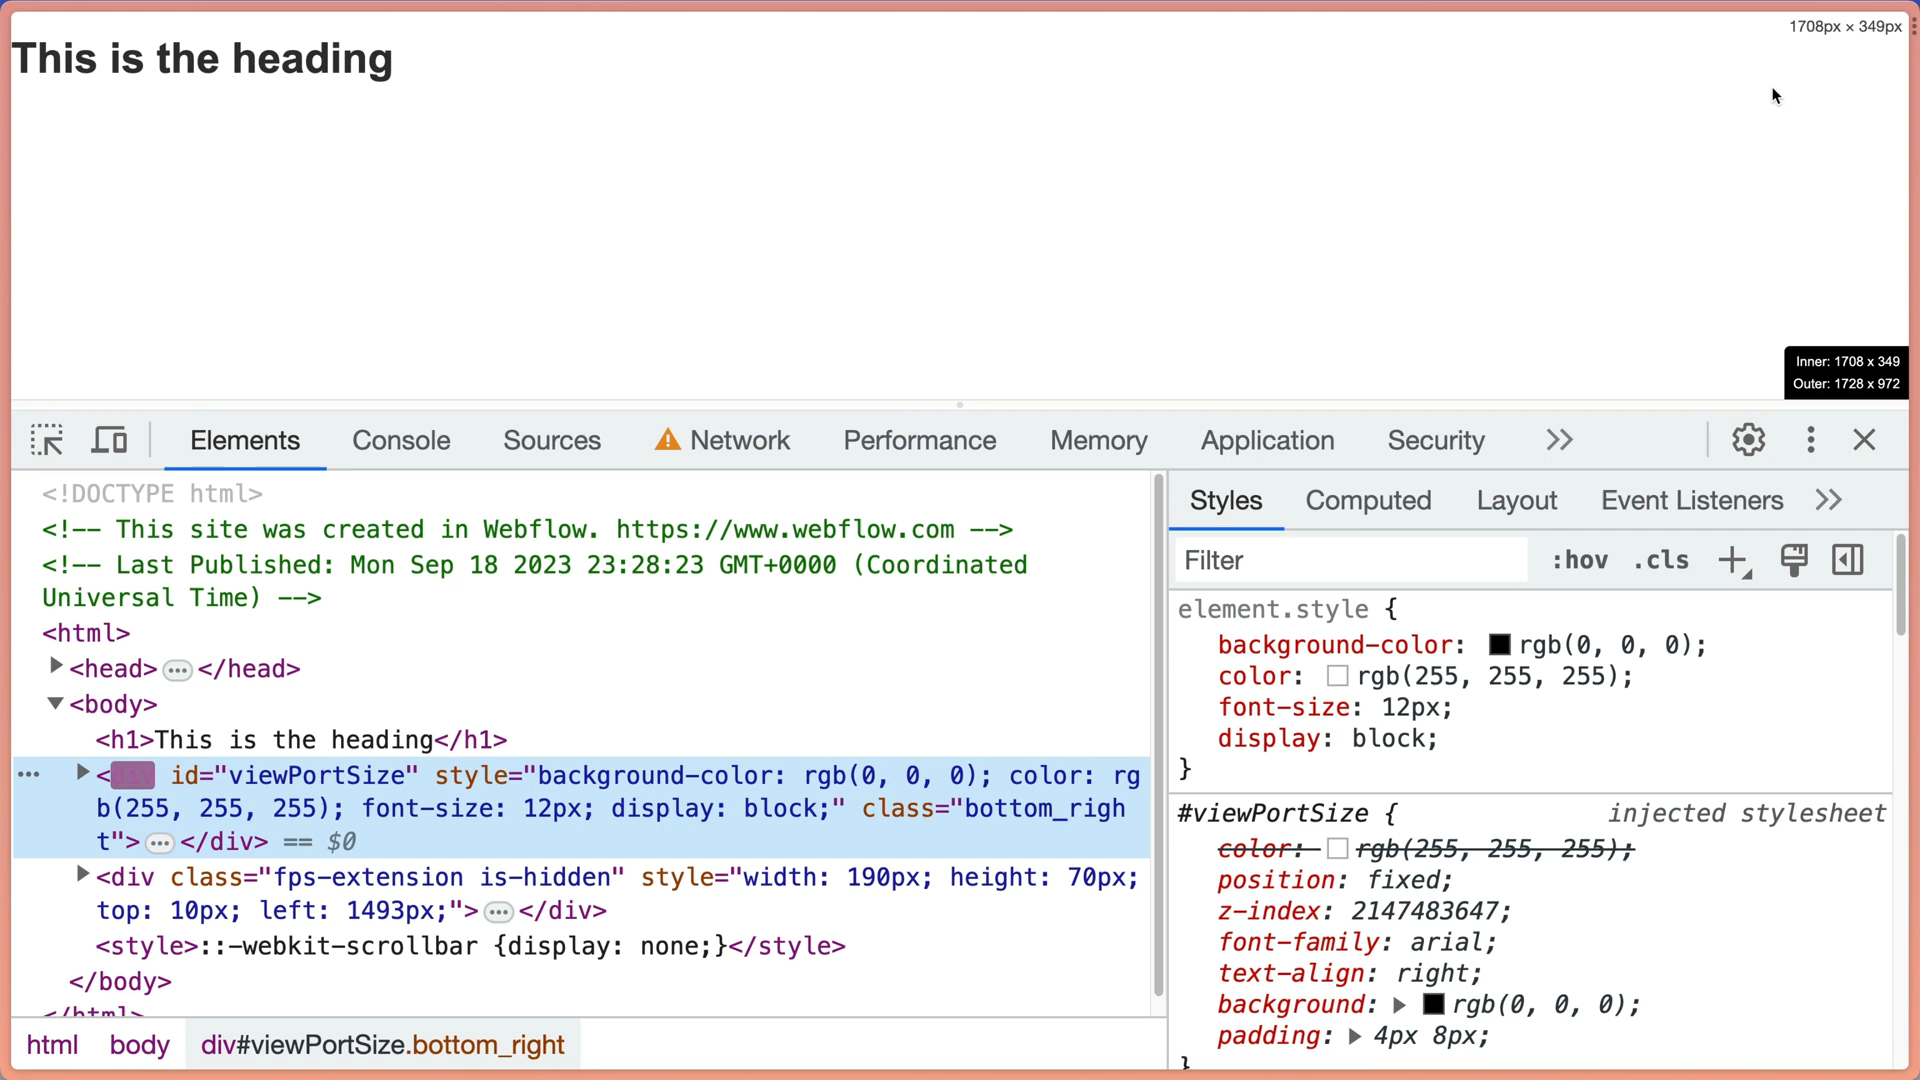 1708px × 349px
This is the heading
Inner: 1708 x 349
Outer: 1728 x 972
Elements Console Sources Network Performance Memory Application Security
<!DOCTYPE html>
<!-- This site was created in Webflow. https://www.webflow.com -->
<!-- Last Published: Mon Sep 18 2023 23:28:23 GMT+0000 (Coordinated
Universal Time) -->
<html>
<head> ··· </head>
<body>
<h1>This is the heading</h1>
<div id="viewPortSize" style="background-color: rgb(0, 0, 0); color: rg
b(255, 255, 255); font-size: 12px; display: block;" class="bottom_righ
t"> ··· </div> == $0
<div class="fps-extension is-hidden" style="width: 190px; height: 70px;
top: 10px; left: 1493px;"> ··· </div>
<style>::-webkit-scrollbar {display: none;}</style>
</body>
</html>
html body div#viewPortSize.bottom_right
Styles Computed Layout Event Listeners
Filter :hov .cls
element.style {
background-color: rgb(0, 0, 0);
color: rgb(255, 255, 255);
font-size: 12px;
display: block;
}
#viewPortSize { injected stylesheet
color: rgb(255, 255, 255);
position: fixed;
z-index: 2147483647;
font-family: arial;
text-align: right;
background: rgb(0, 0, 0);
padding: 4px 8px;
}